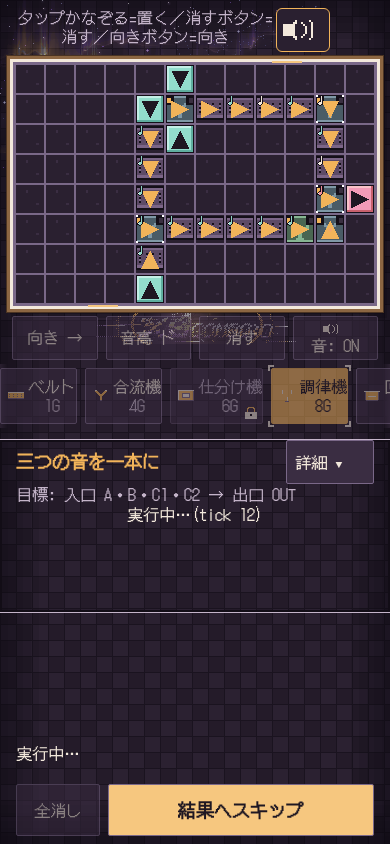 タップかなぞる=置く／消すボタン=
消す／向きボタン=向き
向き →
音高 ド
消す
音: ON
ベルト
1G
合流機
4G
仕分け機
6G
調律機
8G
三つの音を一本に
詳細 ▼
目標: 入口 A・B・C1・C2 → 出口 OUT
実行中…(tick 12)
実行中…
全消し
結果へスキップ